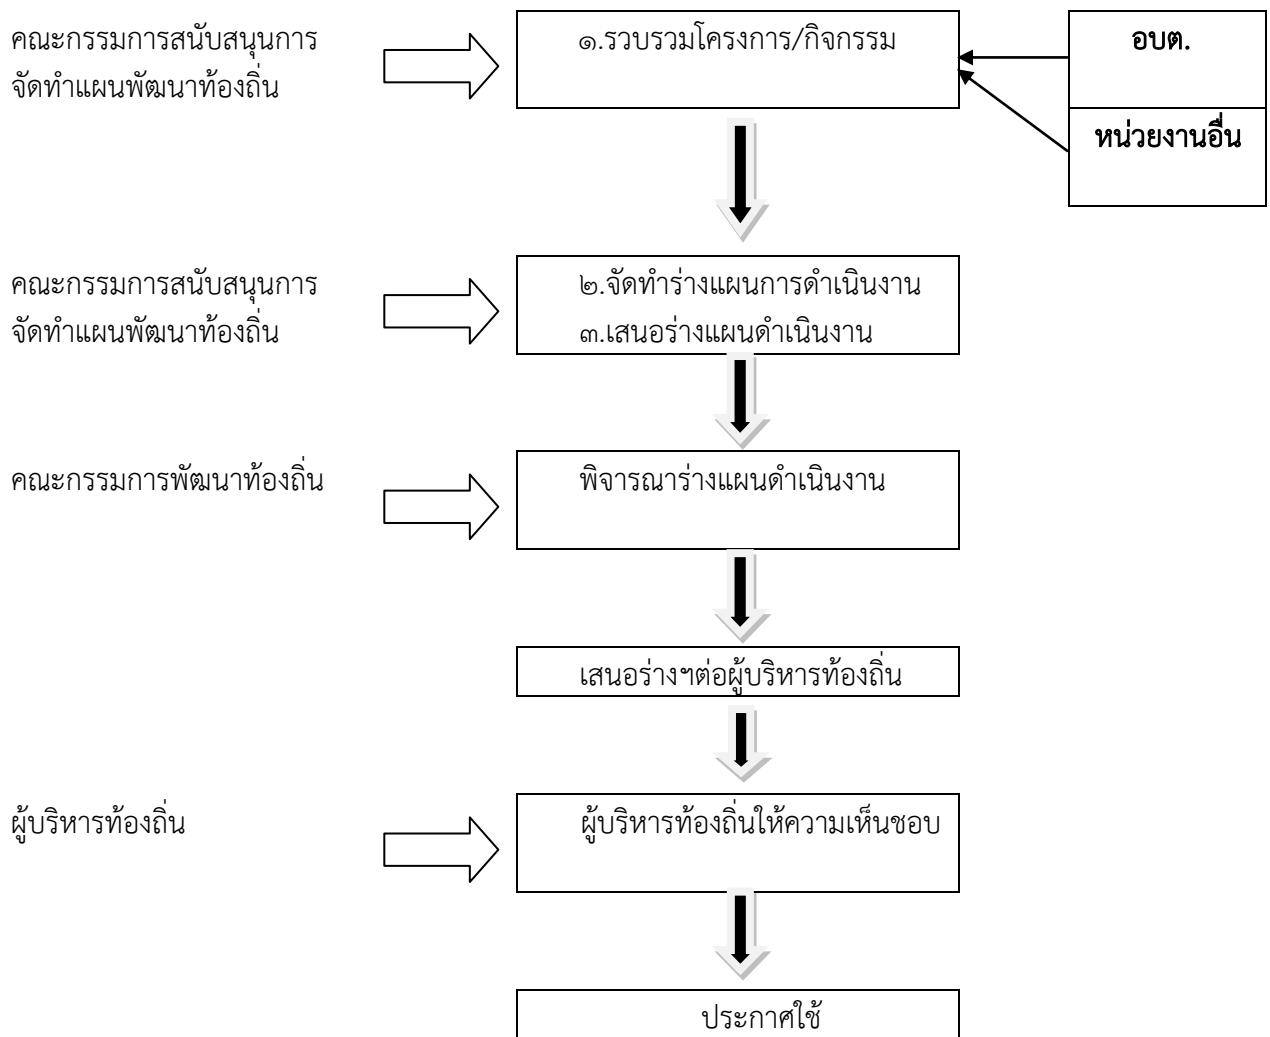 คณะกรรมการสนับสนุนการ
จัดทำแผนพัฒนาท้องถิ่น
๑.รวบรวมโครงการ/กิจกรรม
อบต.
หน่วยงานอื่น
คณะกรรมการสนับสนุนการ
จัดทำแผนพัฒนาท้องถิ่น
๒.จัดทำร่างแผนการดำเนินงาน
๓.เสนอร่างแผนดำเนินงาน
คณะกรรมการพัฒนาท้องถิ่น
พิจารณาร่างแผนดำเนินงาน
เสนอร่างฯต่อผู้บริหารท้องถิ่น
ผู้บริหารท้องถิ่น
ผู้บริหารท้องถิ่นให้ความเห็นชอบ
ประกาศใช้